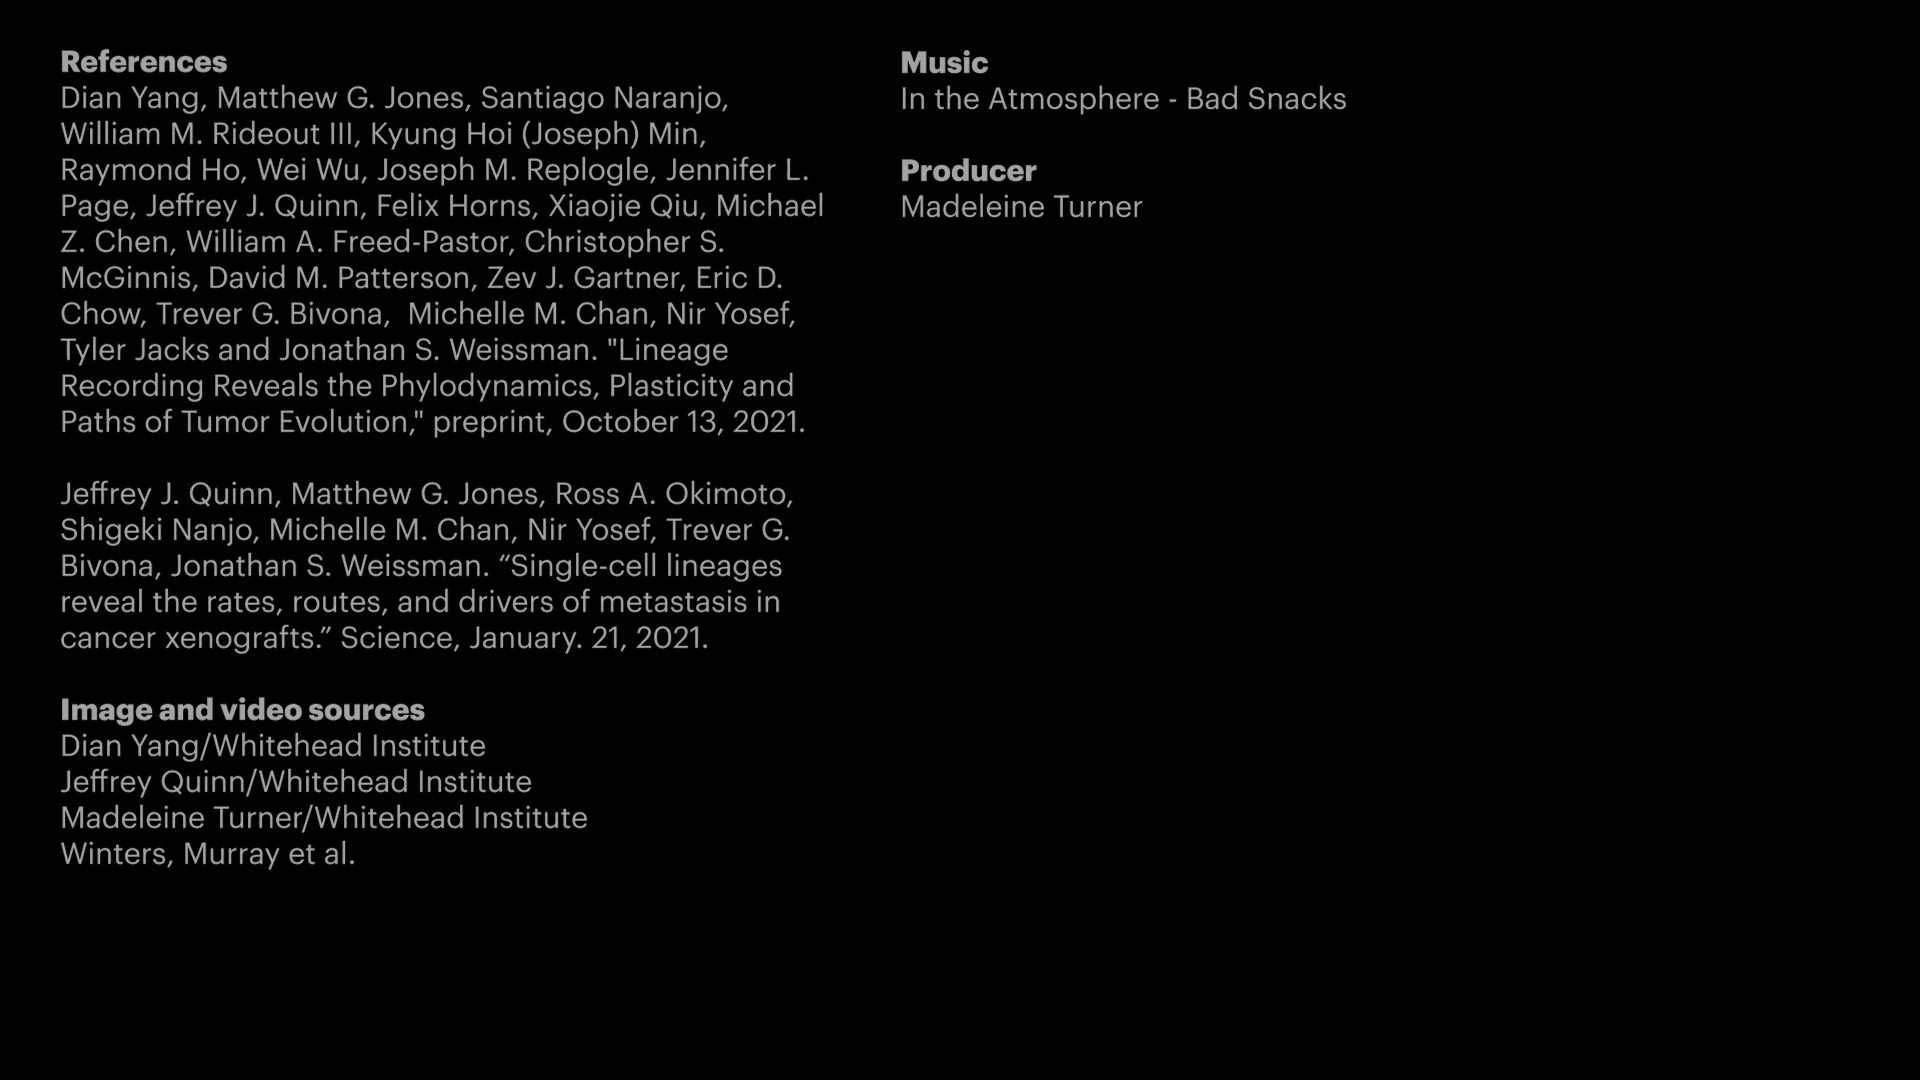 References
Dian Yang, Matthew G. Jones, Santiago Naranjo,
William M. Rideout III, Kyung Hoi (Joseph) Min,
Raymond Ho, Wei Wu, Joseph M. Replogle, Jennifer L.
Page, Jeffrey J. Quinn, Felix Horns, Xiaojie Qiu, Michael
Z. Chen, William A. Freed-Pastor, Christopher S.
McGinnis, David M. Patterson, Zev J. Gartner, Eric D.
Chow, Trever G. Bivona,  Michelle M. Chan, Nir Yosef,
Tyler Jacks and Jonathan S. Weissman. "Lineage
Recording Reveals the Phylodynamics, Plasticity and
Paths of Tumor Evolution," preprint, October 13, 2021.
Jeffrey J. Quinn, Matthew G. Jones, Ross A. Okimoto,
Shigeki Nanjo, Michelle M. Chan, Nir Yosef, Trever G.
Bivona, Jonathan S. Weissman. “Single-cell lineages
reveal the rates, routes, and drivers of metastasis in
cancer xenografts.” Science, January. 21, 2021.
Image and video sources
Dian Yang/Whitehead Institute
Jeffrey Quinn/Whitehead Institute
Madeleine Turner/Whitehead Institute
Winters, Murray et al.
Music
In the Atmosphere - Bad Snacks
Producer
Madeleine Turner